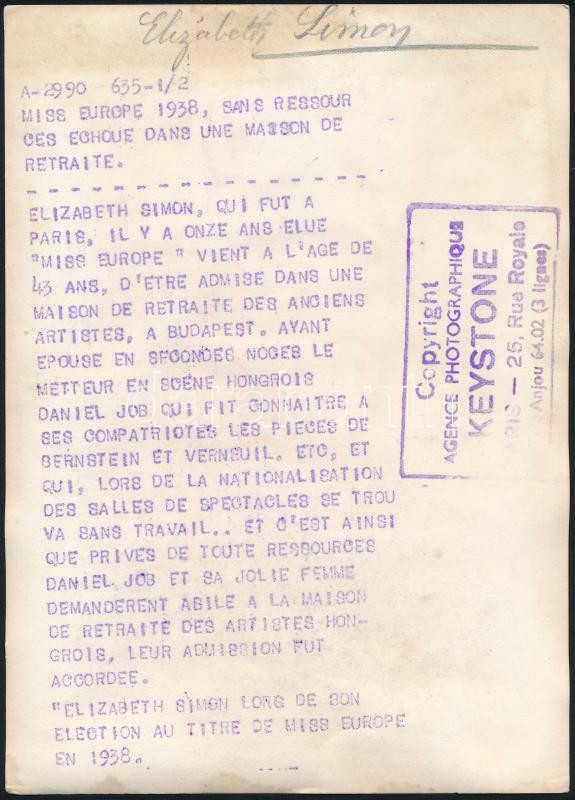 Elizabeth Simon
A-2990 635-1/2
MISS EUROPE 1938, SANS RESSOUR
CES ECHOUE DANS UNE MAISON DE
RETRAITE.
- - - - - - - - - - - - - - - - -
ELIZABETH SIMON, QUI FUT A
PARIS, IL Y A ONZE ANS ELUE
"MISS EUROPE " VIENT A L'AGE DE
43 ANS, D'ETRE ADMISE DANS UNE
MAISON DE RETRAITE DES ANCIENS
ARTISTES, A BUDAPEST. AYANT
EPOUSE EN SECONDES NOCES LE
METTEUR EN SCENE HONGROIS
DANIEL JOB QUI FIT CONNAITRE A
SES COMPATRIOTES LES PIECES DE
BERNSTEIN ET VERNEUIL. ETC, ET
QUI, LORS DE LA NATIONALISATION
DES SALLES DE SPECTACLES SE TROU
VA SANS TRAVAIL.. ET C'EST AINSI
QUE PRIVES DE TOUTE RESSOURCES
DANIEL JOB ET SA JOLIE FEMME
DEMANDERENT ABILE A LA MAISON
DE RETRAITE DES ARTISTES HON-
GROIS, LEUR ADMISSION FUT
ACCORDEE.
"ELIZABETH SIMON LORS DE SON
ELECTION AU TITRE DE MISS EUROPE
EN 1938.
Copyright
AGENCE PHOTOGRAPHIQUE
KEYSTONE
RIS — 25, Rue Royale
Anjou 64.02 (3 lignes)